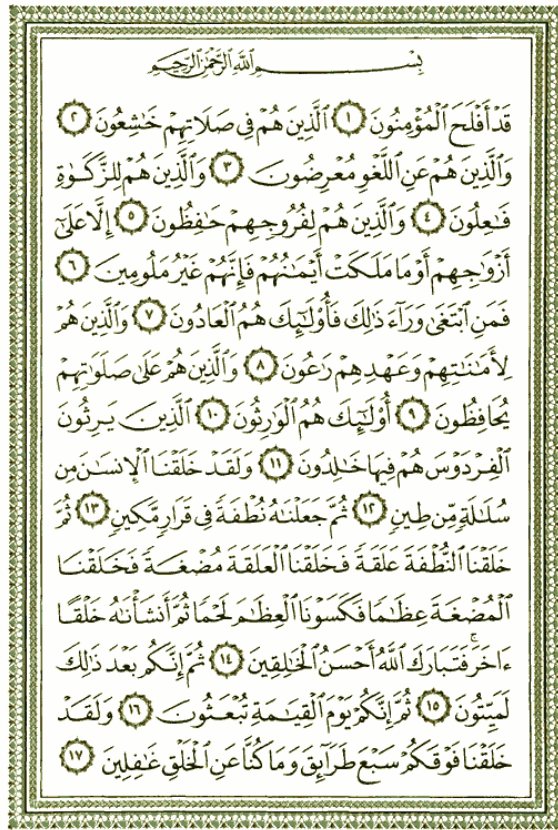 بِسْمِ ٱللَّهِ ٱلرَّحْمَٰنِ ٱلرَّحِيمِ
قَدْ أَفْلَحَ ٱلْمُؤْمِنُونَ ١ ٱلَّذِينَ هُمْ فِى صَلَاتِهِمْ خَٰشِعُونَ ٢
وَٱلَّذِينَ هُمْ عَنِ ٱللَّغْوِ مُعْرِضُونَ ٣ وَٱلَّذِينَ هُمْ لِلزَّكَوٰةِ
فَٰعِلُونَ ٤ وَٱلَّذِينَ هُمْ لِفُرُوجِهِمْ حَٰفِظُونَ ٥ إِلَّا عَلَىٰٓ
أَزْوَٰجِهِمْ أَوْ مَا مَلَكَتْ أَيْمَٰنُهُمْ فَإِنَّهُمْ غَيْرُ مَلُومِينَ ٦
فَمَنِ ٱبْتَغَىٰ وَرَآءَ ذَٰلِكَ فَأُو۟لَٰٓئِكَ هُمُ ٱلْعَادُونَ ٧ وَٱلَّذِينَ هُمْ
لِأَمَٰنَٰتِهِمْ وَعَهْدِهِمْ رَٰعُونَ ٨ وَٱلَّذِينَ هُمْ عَلَىٰ صَلَوَٰتِهِمْ
يُحَافِظُونَ ٩ أُو۟لَٰٓئِكَ هُمُ ٱلْوَٰرِثُونَ ١٠ ٱلَّذِينَ يَرِثُونَ
ٱلْفِرْدَوْسَ هُمْ فِيهَا خَٰلِدُونَ ١١ وَلَقَدْ خَلَقْنَا ٱلْإِنسَٰنَ مِن
سُلَٰلَةٍ مِّن طِينٍ ١٢ ثُمَّ جَعَلْنَٰهُ نُطْفَةً فِى قَرَارٍ مَّكِينٍ ١٣ ثُمَّ
خَلَقْنَا ٱلنُّطْفَةَ عَلَقَةً فَخَلَقْنَا ٱلْعَلَقَةَ مُضْغَةً فَخَلَقْنَا
ٱلْمُضْغَةَ عِظَٰمًا فَكَسَوْنَا ٱلْعِظَٰمَ لَحْمًا ثُمَّ أَنشَأْنَٰهُ خَلْقًا
ءَاخَرَ ۚ فَتَبَارَكَ ٱللَّهُ أَحْسَنُ ٱلْخَٰلِقِينَ ١٤ ثُمَّ إِنَّكُم بَعْدَ ذَٰلِكَ
لَمَيِّتُونَ ١٥ ثُمَّ إِنَّكُمْ يَوْمَ ٱلْقِيَٰمَةِ تُبْعَثُونَ ١٦ وَلَقَدْ
خَلَقْنَا فَوْقَكُمْ سَبْعَ طَرَآئِقَ وَمَا كُنَّا عَنِ ٱلْخَلْقِ غَٰفِلِينَ ١٧